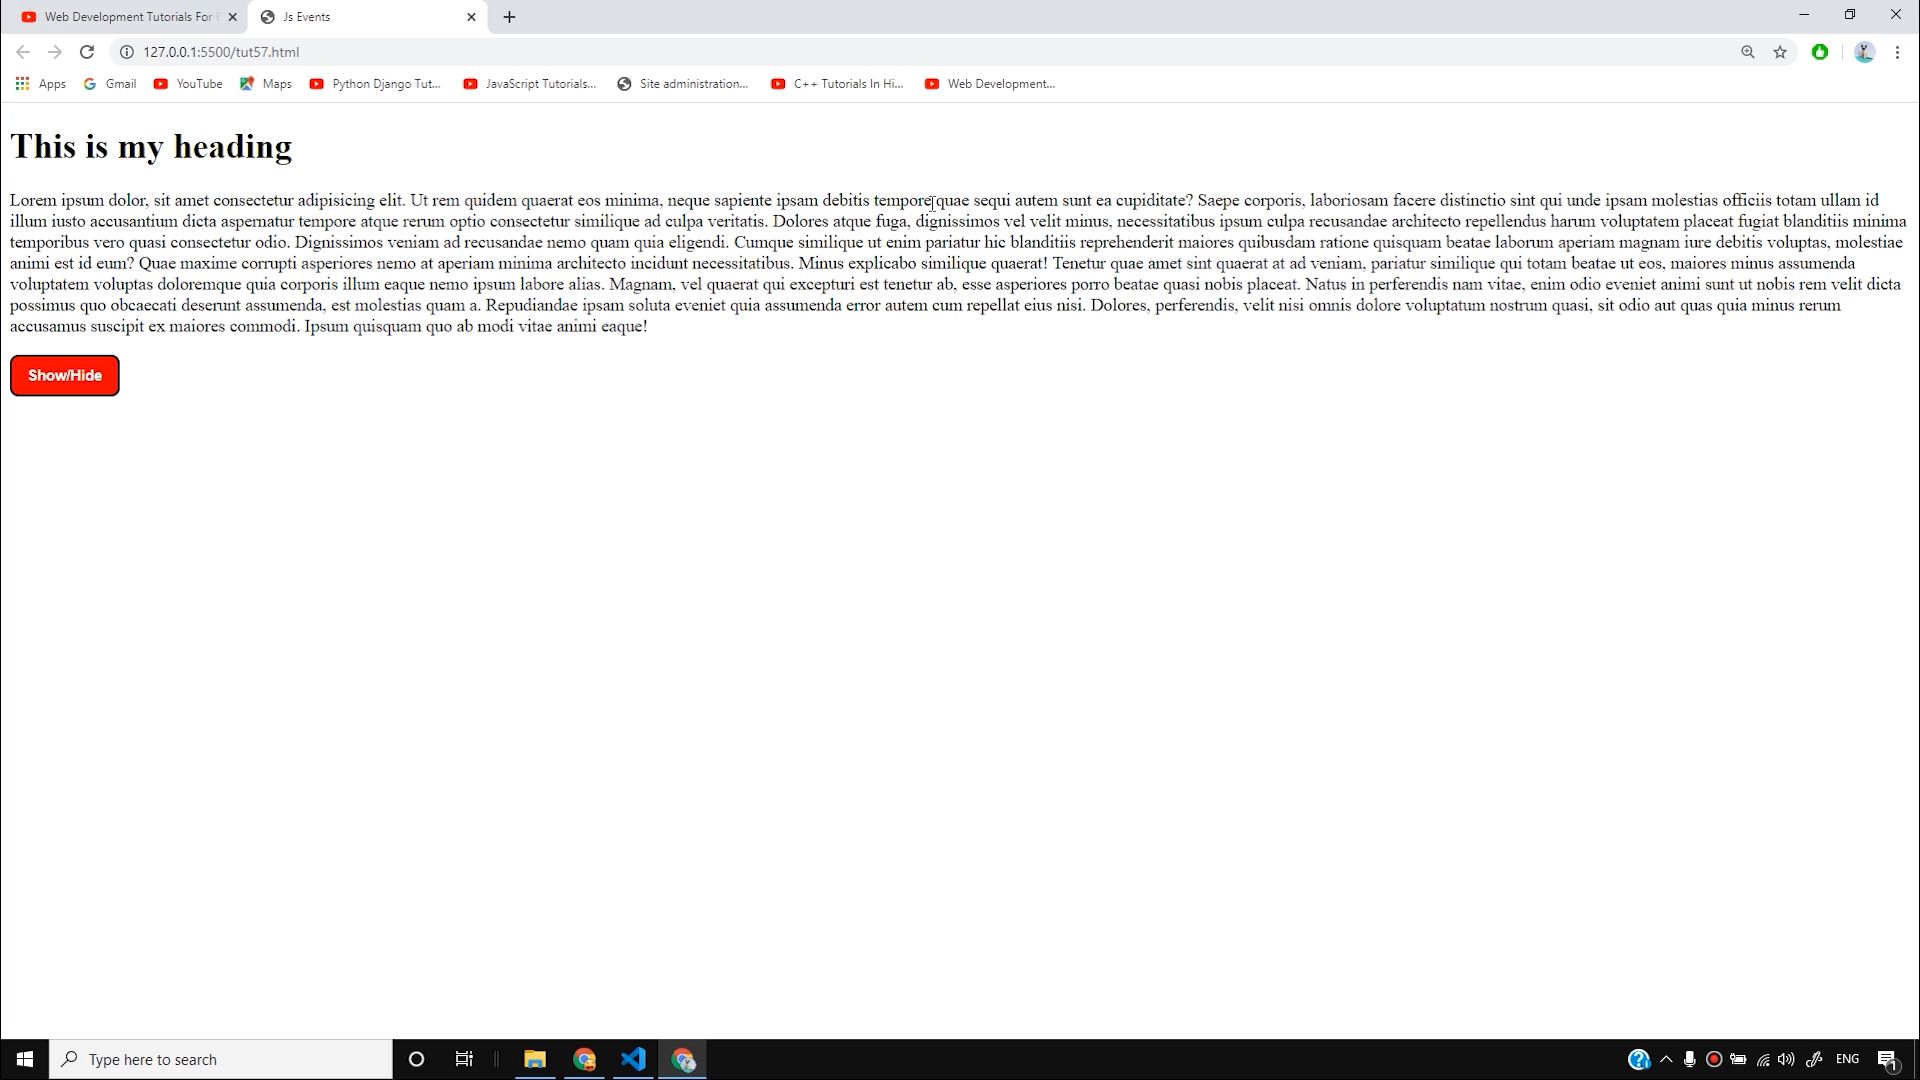 Web Development Tutorials For
Js Events
127.0.0.1:5500/tut57.html
Apps
Gmail
YouTube
Maps
Python Django Tut...
JavaScript Tutorials...
Site administration...
C++ Tutorials In Hi...
Web Development...
This is my heading
Lorem ipsum dolor, sit amet consectetur adipisicing elit. Ut rem quidem quaerat eos minima, neque sapiente ipsam debitis tempore quae sequi autem sunt ea cupiditate? Saepe corporis, laboriosam facere distinctio sint qui unde ipsam molestias officiis totam ullam id
illum iusto accusantium dicta aspernatur tempore atque rerum optio consectetur similique ad culpa veritatis. Dolores atque fuga, dignissimos vel velit minus, necessitatibus ipsum culpa recusandae architecto repellendus harum voluptatem placeat fugiat blanditiis minima
temporibus vero quasi consectetur odio. Dignissimos veniam ad recusandae nemo quam quia eligendi. Cumque similique ut enim pariatur hic blanditiis reprehenderit maiores quibusdam ratione quisquam beatae laborum aperiam magnam iure debitis voluptas, molestiae
animi est id eum? Quae maxime corrupti asperiores nemo at aperiam minima architecto incidunt necessitatibus. Minus explicabo similique quaerat! Tenetur quae amet sint quaerat at ad veniam, pariatur similique qui totam beatae ut eos, maiores minus assumenda
voluptatem voluptas doloremque quia corporis illum eaque nemo ipsum labore alias. Magnam, vel quaerat qui excepturi est tenetur ab, esse asperiores porro beatae quasi nobis placeat. Natus in perferendis nam vitae, enim odio eveniet animi sunt ut nobis rem velit dicta
possimus quo obcaecati deserunt assumenda, est molestias quam a. Repudiandae ipsam soluta eveniet quia assumenda error autem cum repellat eius nisi. Dolores, perferendis, velit nisi omnis dolore voluptatum nostrum quasi, sit odio aut quas quia minus rerum
accusamus suscipit ex maiores commodi. Ipsum quisquam quo ab modi vitae animi eaque!
Show/Hide
Type here to search
ENG
1